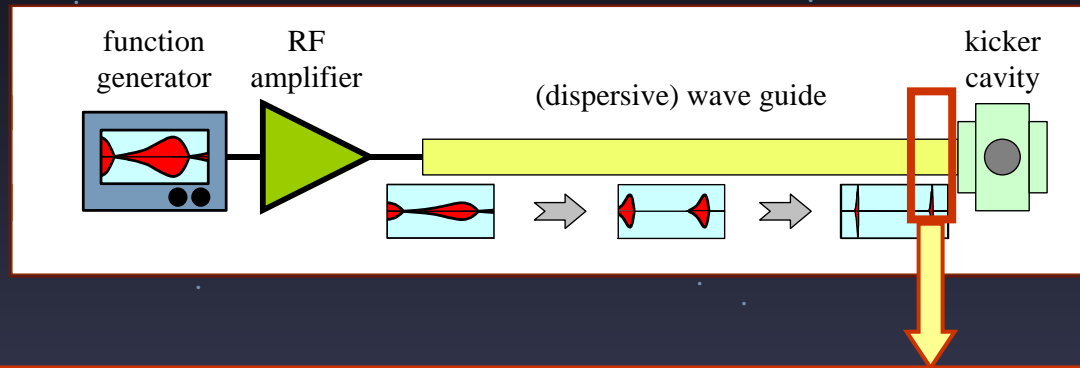 function
generator
RF
amplifier
(dispersive) wave guide
kicker
cavity